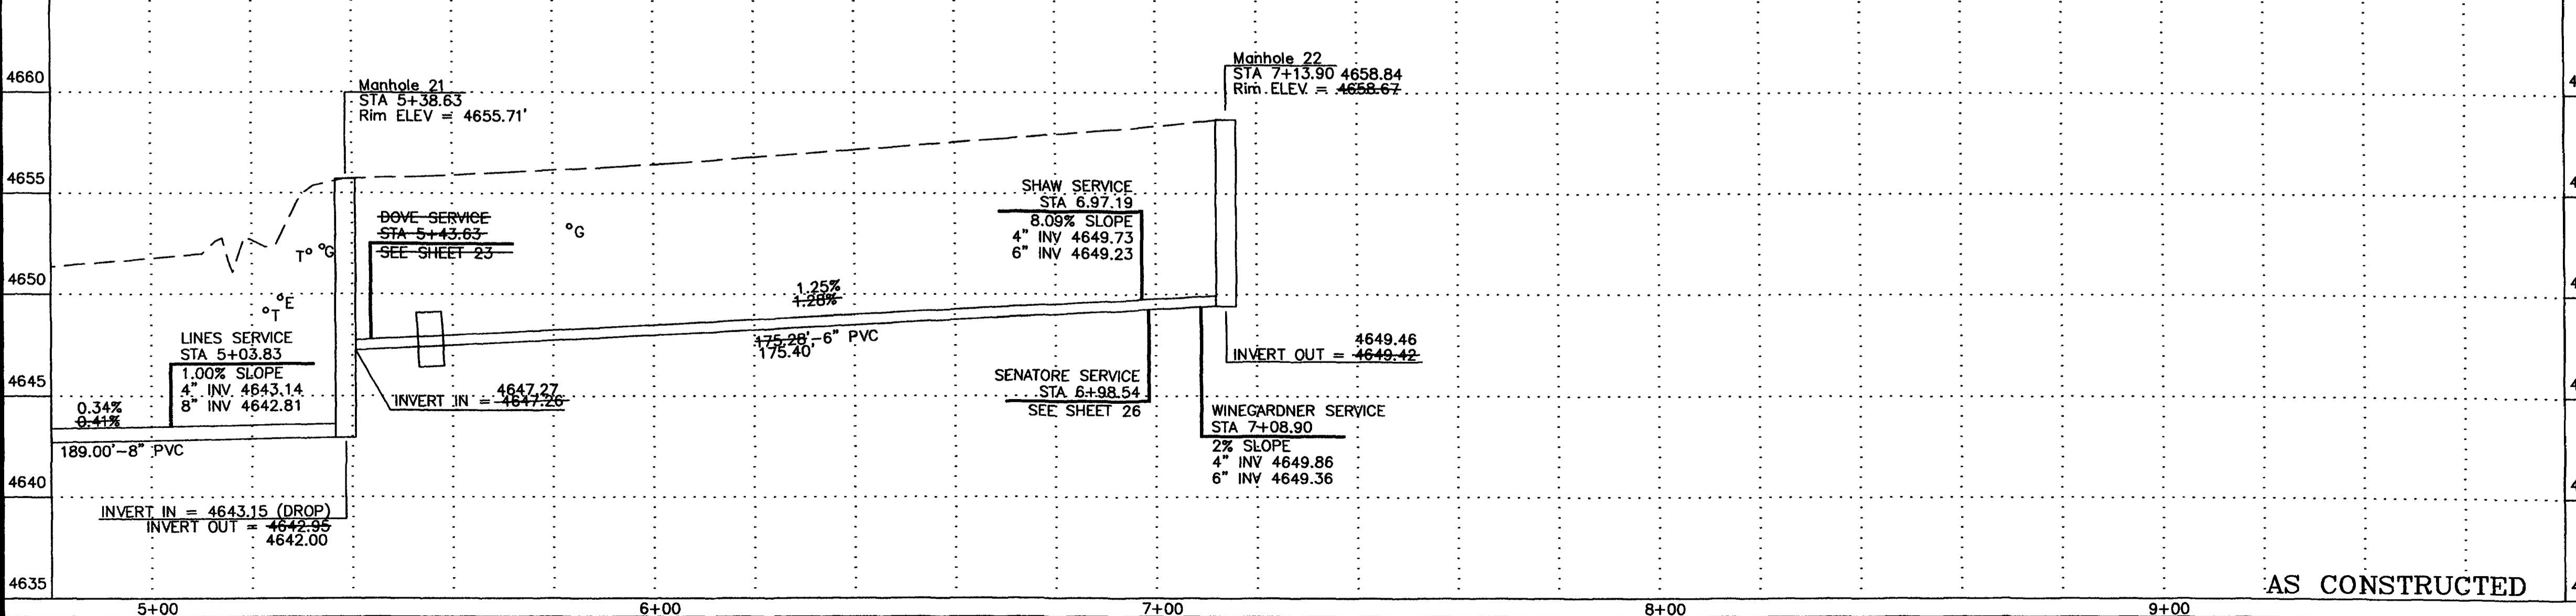 4660
4655
4650
4645
4640
4635
Manhole 21
STA 5+38.63
Rim ELEV = 4655.71'
Manhole 22
STA 7+13.90 4658.84
Rim ELEV = 4658.67
DOVE SERVICE
STA 5+43.63
SEE SHEET 23
°G
T° °G
°E
°T
SHAW SERVICE
STA 6.97.19
8.09% SLOPE
4" INV 4649.73
6" INV 4649.23
1.25%
1.28%
175.28'-6" PVC
175.40'
LINES SERVICE
STA 5+03.83
1.00% SLOPE
4" INV 4643.14
8" INV 4642.81
0.34%
0.41%
189.00'-8" PVC
4647.27
INVERT IN = 4647.26
SENATORE SERVICE
STA 6+98.54
SEE SHEET 26
4649.46
INVERT OUT = 4649.42
WINEGARDNER SERVICE
STA 7+08.90
2% SLOPE
4" INV 4649.86
6" INV 4649.36
INVERT IN = 4643.15 (DROP)
INVERT OUT = 4642.95
4642.00
AS CONSTRUCTED
5+00 6+00 7+00 8+00 9+00
4
4
4
4
4
4